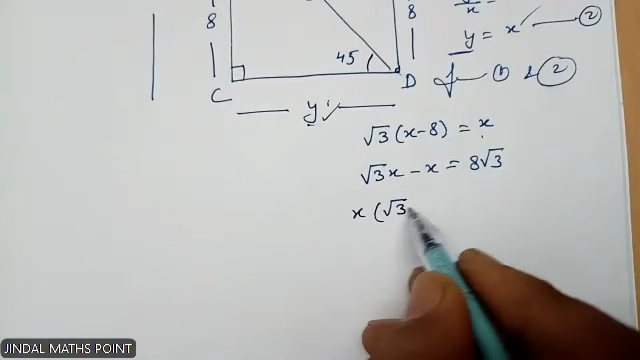 8
8
y = x ②
45
C
D
① & ②
y
√3 (x-8) = x
√3x - x = 8√3
x (√3
JINDAL MATHS POINT